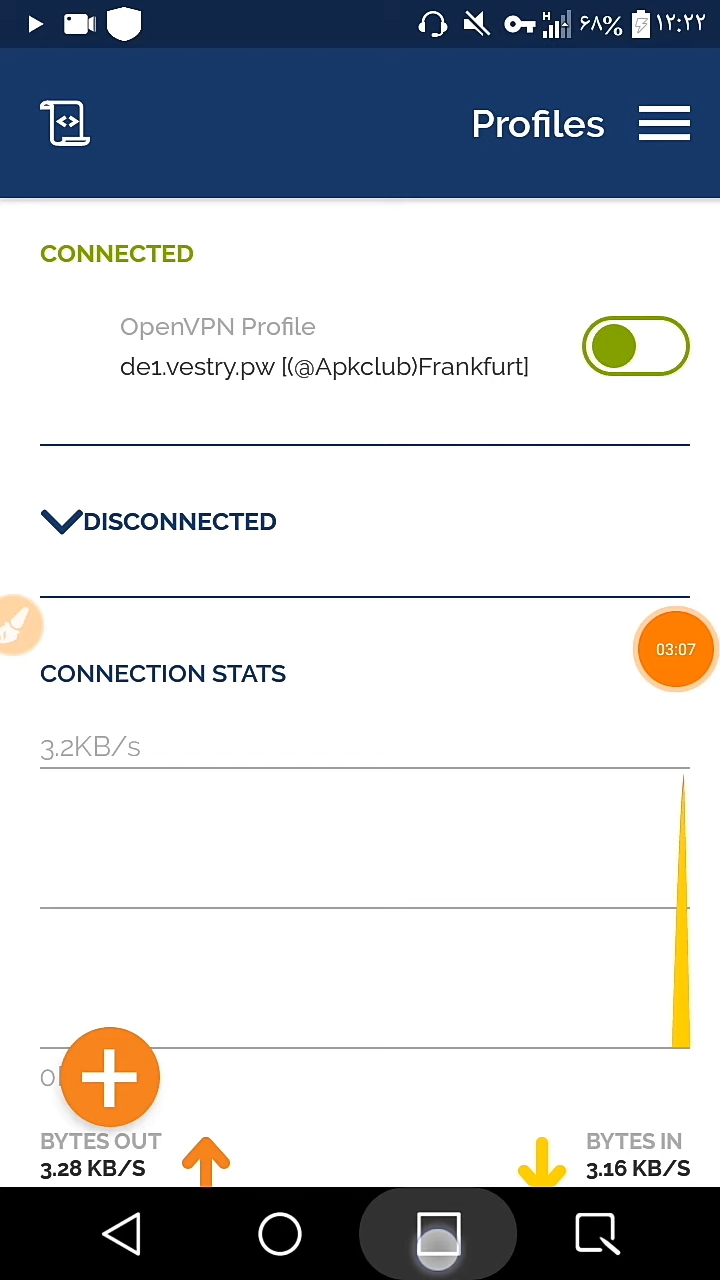 ۶۸% ۱۲:۲۲
Profiles
CONNECTED
OpenVPN Profile
de1.vestry.pw [(@Apkclub)Frankfurt]
DISCONNECTED
03:07
CONNECTION STATS
3.2KB/s
BYTES OUT
3.28 KB/S
BYTES IN
3.16 KB/S